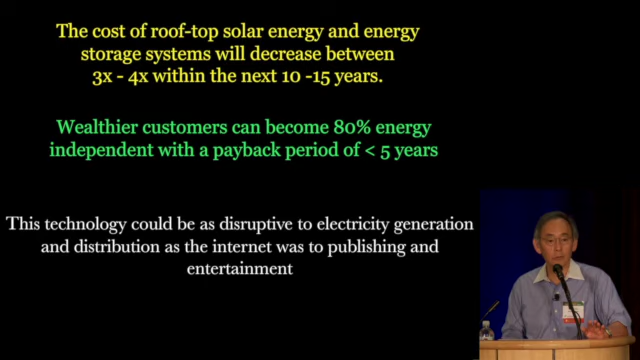 The cost of roof-top solar energy and energy
storage systems will decrease between
3x - 4x within the next 10 -15 years.
Wealthier customers can become 80% energy
independent with a payback period of < 5 years
This technology could be as disruptive to electricity generation
and distribution as the internet was to publishing and
entertainment